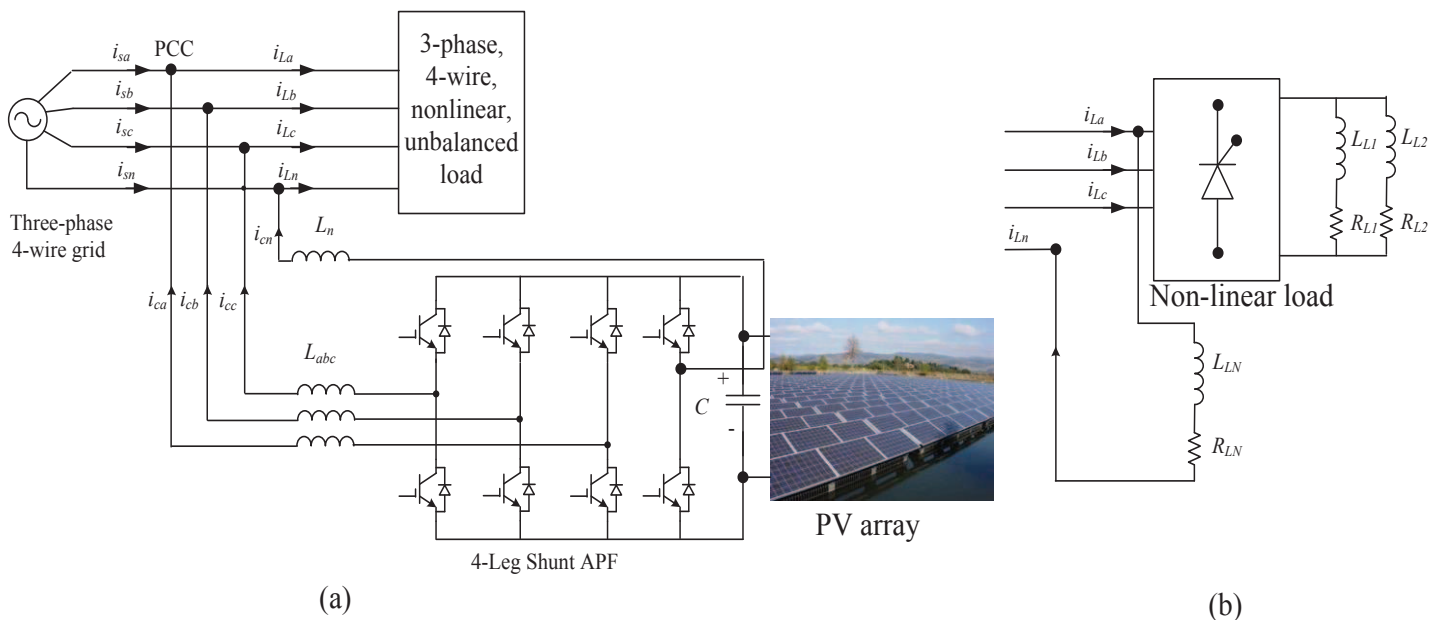 i_sa
PCC
i_La
i_sb
i_Lb
i_sc
i_Lc
i_sn
i_Ln
3-phase,
4-wire,
nonlinear,
unbalanced
load
Three-phase
4-wire grid
i_cn
L_n
i_ca
i_cb
i_cc
L_abc
+
C
-
PV array
4-Leg Shunt APF
(a)
i_La
i_Lb
i_Lc
i_Ln
L_L1
L_L2
R_L1
R_L2
Non-linear load
L_LN
R_LN
(b)